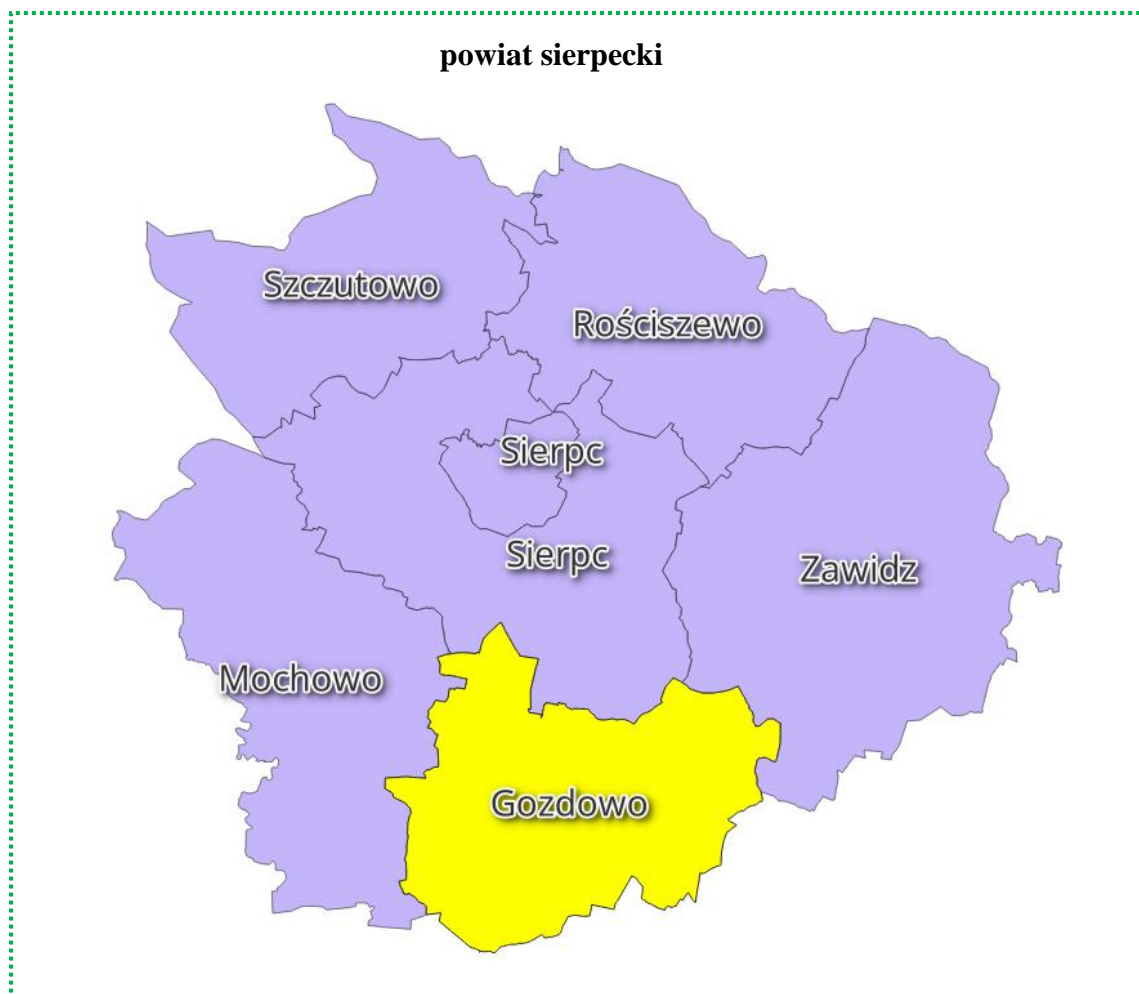 powiat sierpecki
Szczutowo
Rościszewo
Sierpc
Sierpc
Zawidz
Mochowo
Gozdowo